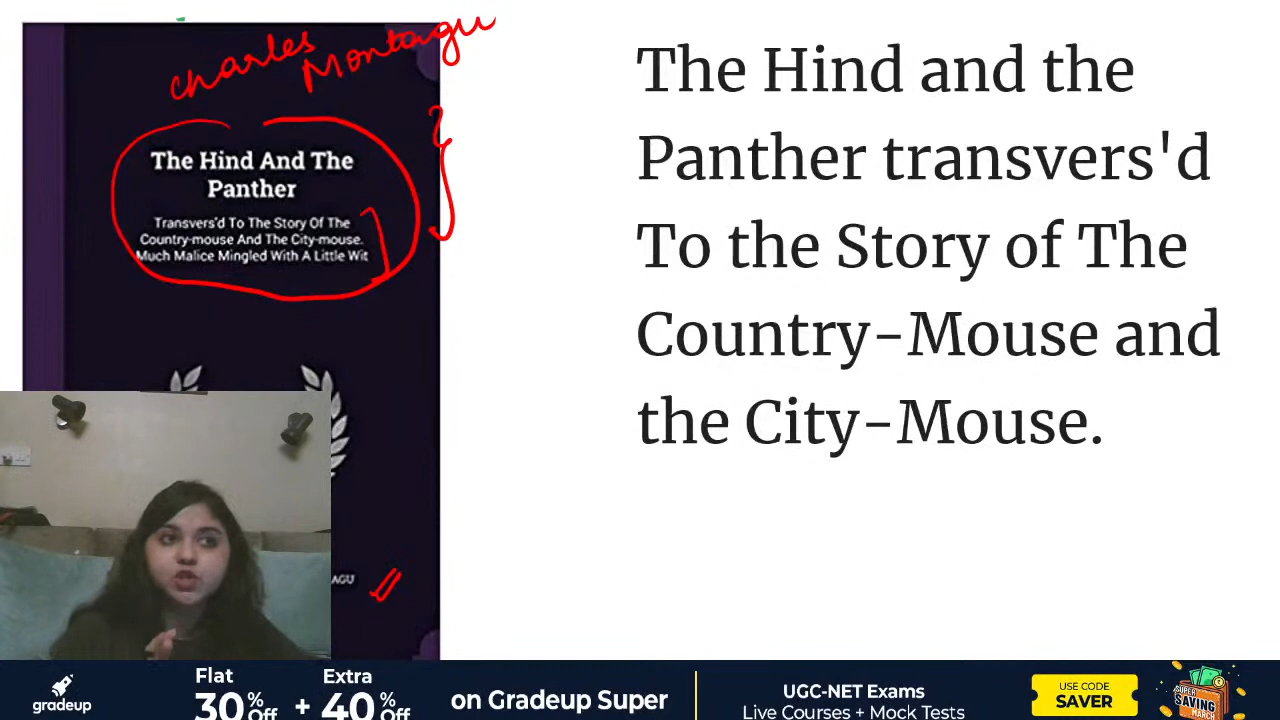 Charles Montagu
The Hind And The
Panther
Transvers'd To The Story Of The
Country-mouse And The City-mouse.
Much Malice Mingled With A Little Wit
AGU
The Hind and the
Panther transvers'd
To the Story of The
Country-Mouse and
the City-Mouse.
gradeup
Flat
30% Off
+
Extra
40% Off
on Gradeup Super
UGC-NET Exams
Live Courses + Mock Tests
USE CODE
SAVER
SUPER
SAVING
MARCH